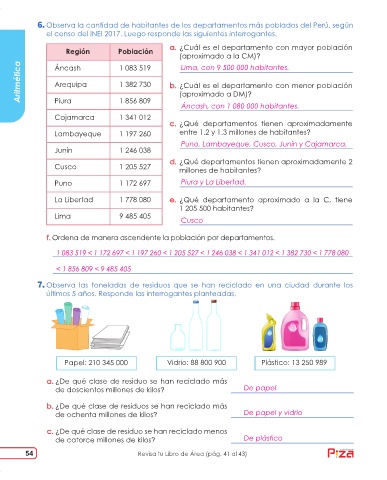 6. Observa la cantidad de habitantes de los departamentos más poblados del Perú, según
el censo del INEI 2017. Luego responde las siguientes interrogantes.
Aritmética
Región Población
Áncash 1 083 519
Arequipa 1 382 730
Piura 1 856 809
Cajamarca 1 341 012
Lambayeque 1 197 260
Junín 1 246 038
Cusco 1 205 527
Puno 1 172 697
La Libertad 1 778 080
Lima 9 485 405
a. ¿Cuál es el departamento con mayor población
(aproximado a la CM)?
Lima, con 9 500 000 habitantes.
b. ¿Cuál es el departamento con menor población
(aproximado a DM)?
Áncash, con 1 080 000 habitantes.
c. ¿Qué departamentos tienen aproximadamente
entre 1.2 y 1.3 millones de habitantes?
Puno, Lambayeque, Cusco, Junín y Cajamarca.
d. ¿Qué departamentos tienen aproximadamente 2
millones de habitantes?
Piura y La Libertad.
e. ¿Qué departamento aproximado a la C, tiene
1 205 500 habitantes?
Cusco
f. Ordena de manera ascendente la población por departamentos.
1 083 519 < 1 172 697 < 1 197 260 < 1 205 527 < 1 246 038 < 1 341 012 < 1 382 730 < 1 778 080
< 1 856 809 < 9 485 405
7. Observa las toneladas de residuos que se han reciclado en una ciudad durante los
últimos 5 años. Responde las interrogantes planteadas.
Papel: 210 345 000 Vidrio: 88 800 900 Plástico: 13 250 989
a. ¿De qué clase de residuo se han reciclado más
de doscientos millones de kilos?
De papel
b. ¿De qué clase de residuos se han reciclado más
de ochenta millones de kilos?
De papel y vidrio
c. ¿De qué clase de residuo se han reciclado menos
de catorce millones de kilos?
De plástico
54 Revisa tu Libro de Área (pág. 41 al 43)